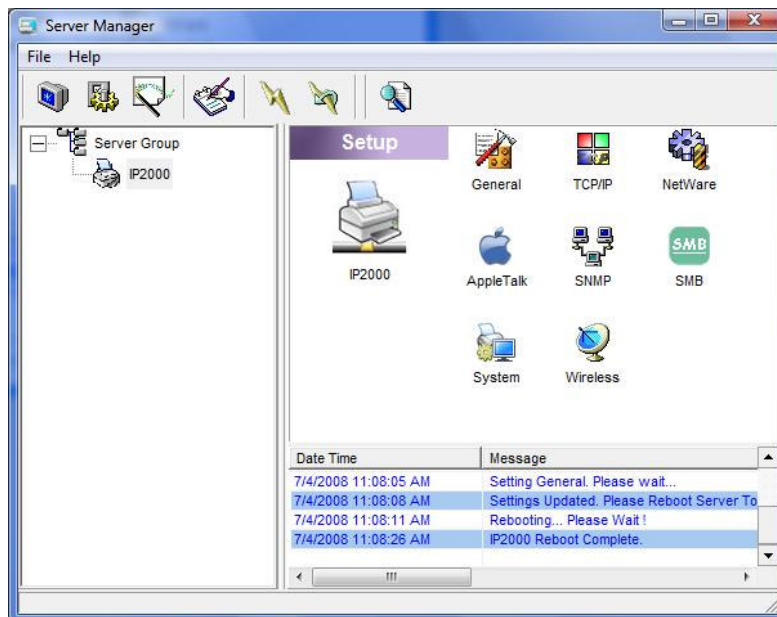 Server Manager
File Help
Server Group
IP2000
Setup
IP2000
General
TCP/IP
NetWare
AppleTalk
SNMP
SMB
SMB
System
Wireless
Date Time Message
7/4/2008 11:08:05 AM Setting General. Please wait...
7/4/2008 11:08:08 AM Settings Updated. Please Reboot Server To
7/4/2008 11:08:11 AM Rebooting... Please Wait !
7/4/2008 11:08:26 AM IP2000 Reboot Complete.